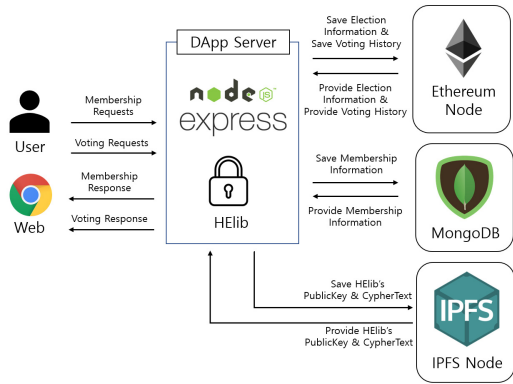 DApp Server
node
JS
express
HElib
User
Web
Membership
Requests
Voting Requests
Membership
Response
Voting Response
Save Election
Information &
Save Voting History
Provide Election
Information &
Provide Voting History
Ethereum
Node
Save Membership
Information
Provide Membership
Information
MongoDB
Save HElib's
PublicKey & CypherText
Provide HElib's
PublicKey & CypherText
IPFS
IPFS Node